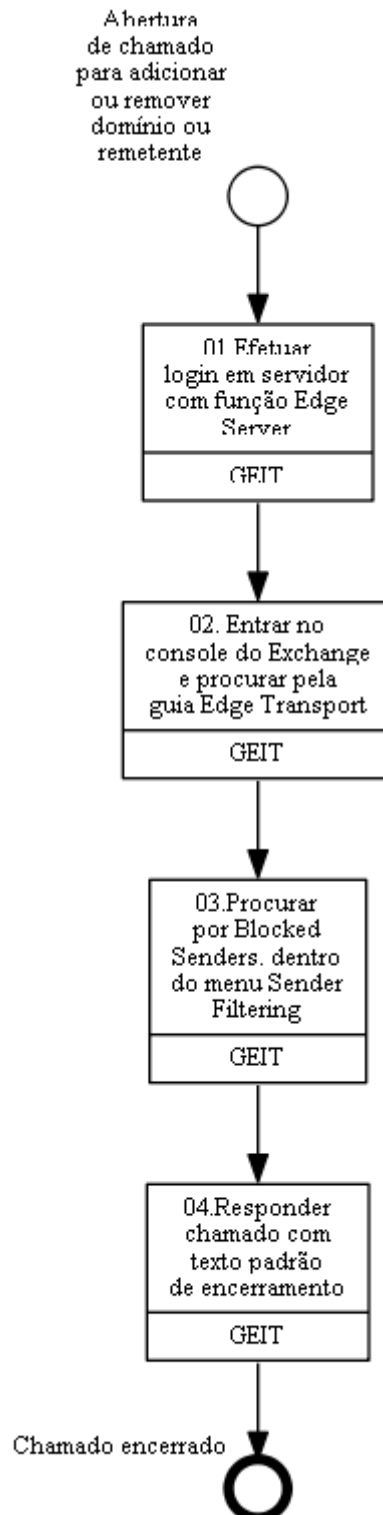 Abertura
de chamado
para adicionar
ou remover
domínio ou
remetente
01.Efetuar
login em servidor
com função Edge
Server
GEIT
02. Entrar no
console do Exchange
e procurar pela
guia Edge Transport
GEIT
03.Procurar
por Blocked
Senders. dentro
do menu Sender
Filtering
GEIT
04.Responder
chamado com
texto padrão
de encerramento
GEIT
Chamado encerrado